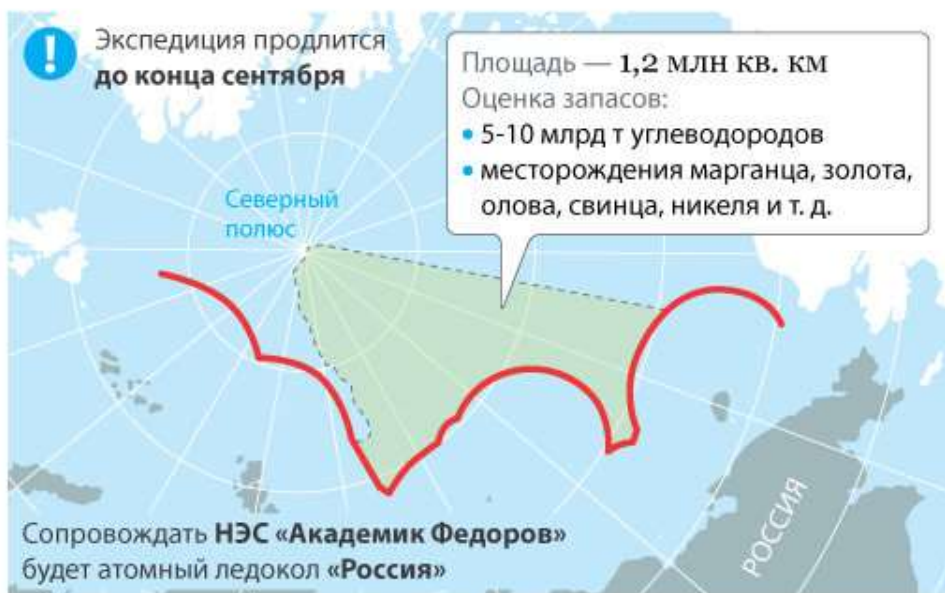 !
Экспедиция продлится
до конца сентября
Площадь — 1,2 млн кв. км
Оценка запасов:
• 5-10 млрд т углеводородов
• месторождения марганца, золота,
олова, свинца, никеля и т. д.
Северный
полюс
РОССИЯ
Сопровождать НЭС «Академик Федоров»
будет атомный ледокол «Россия»